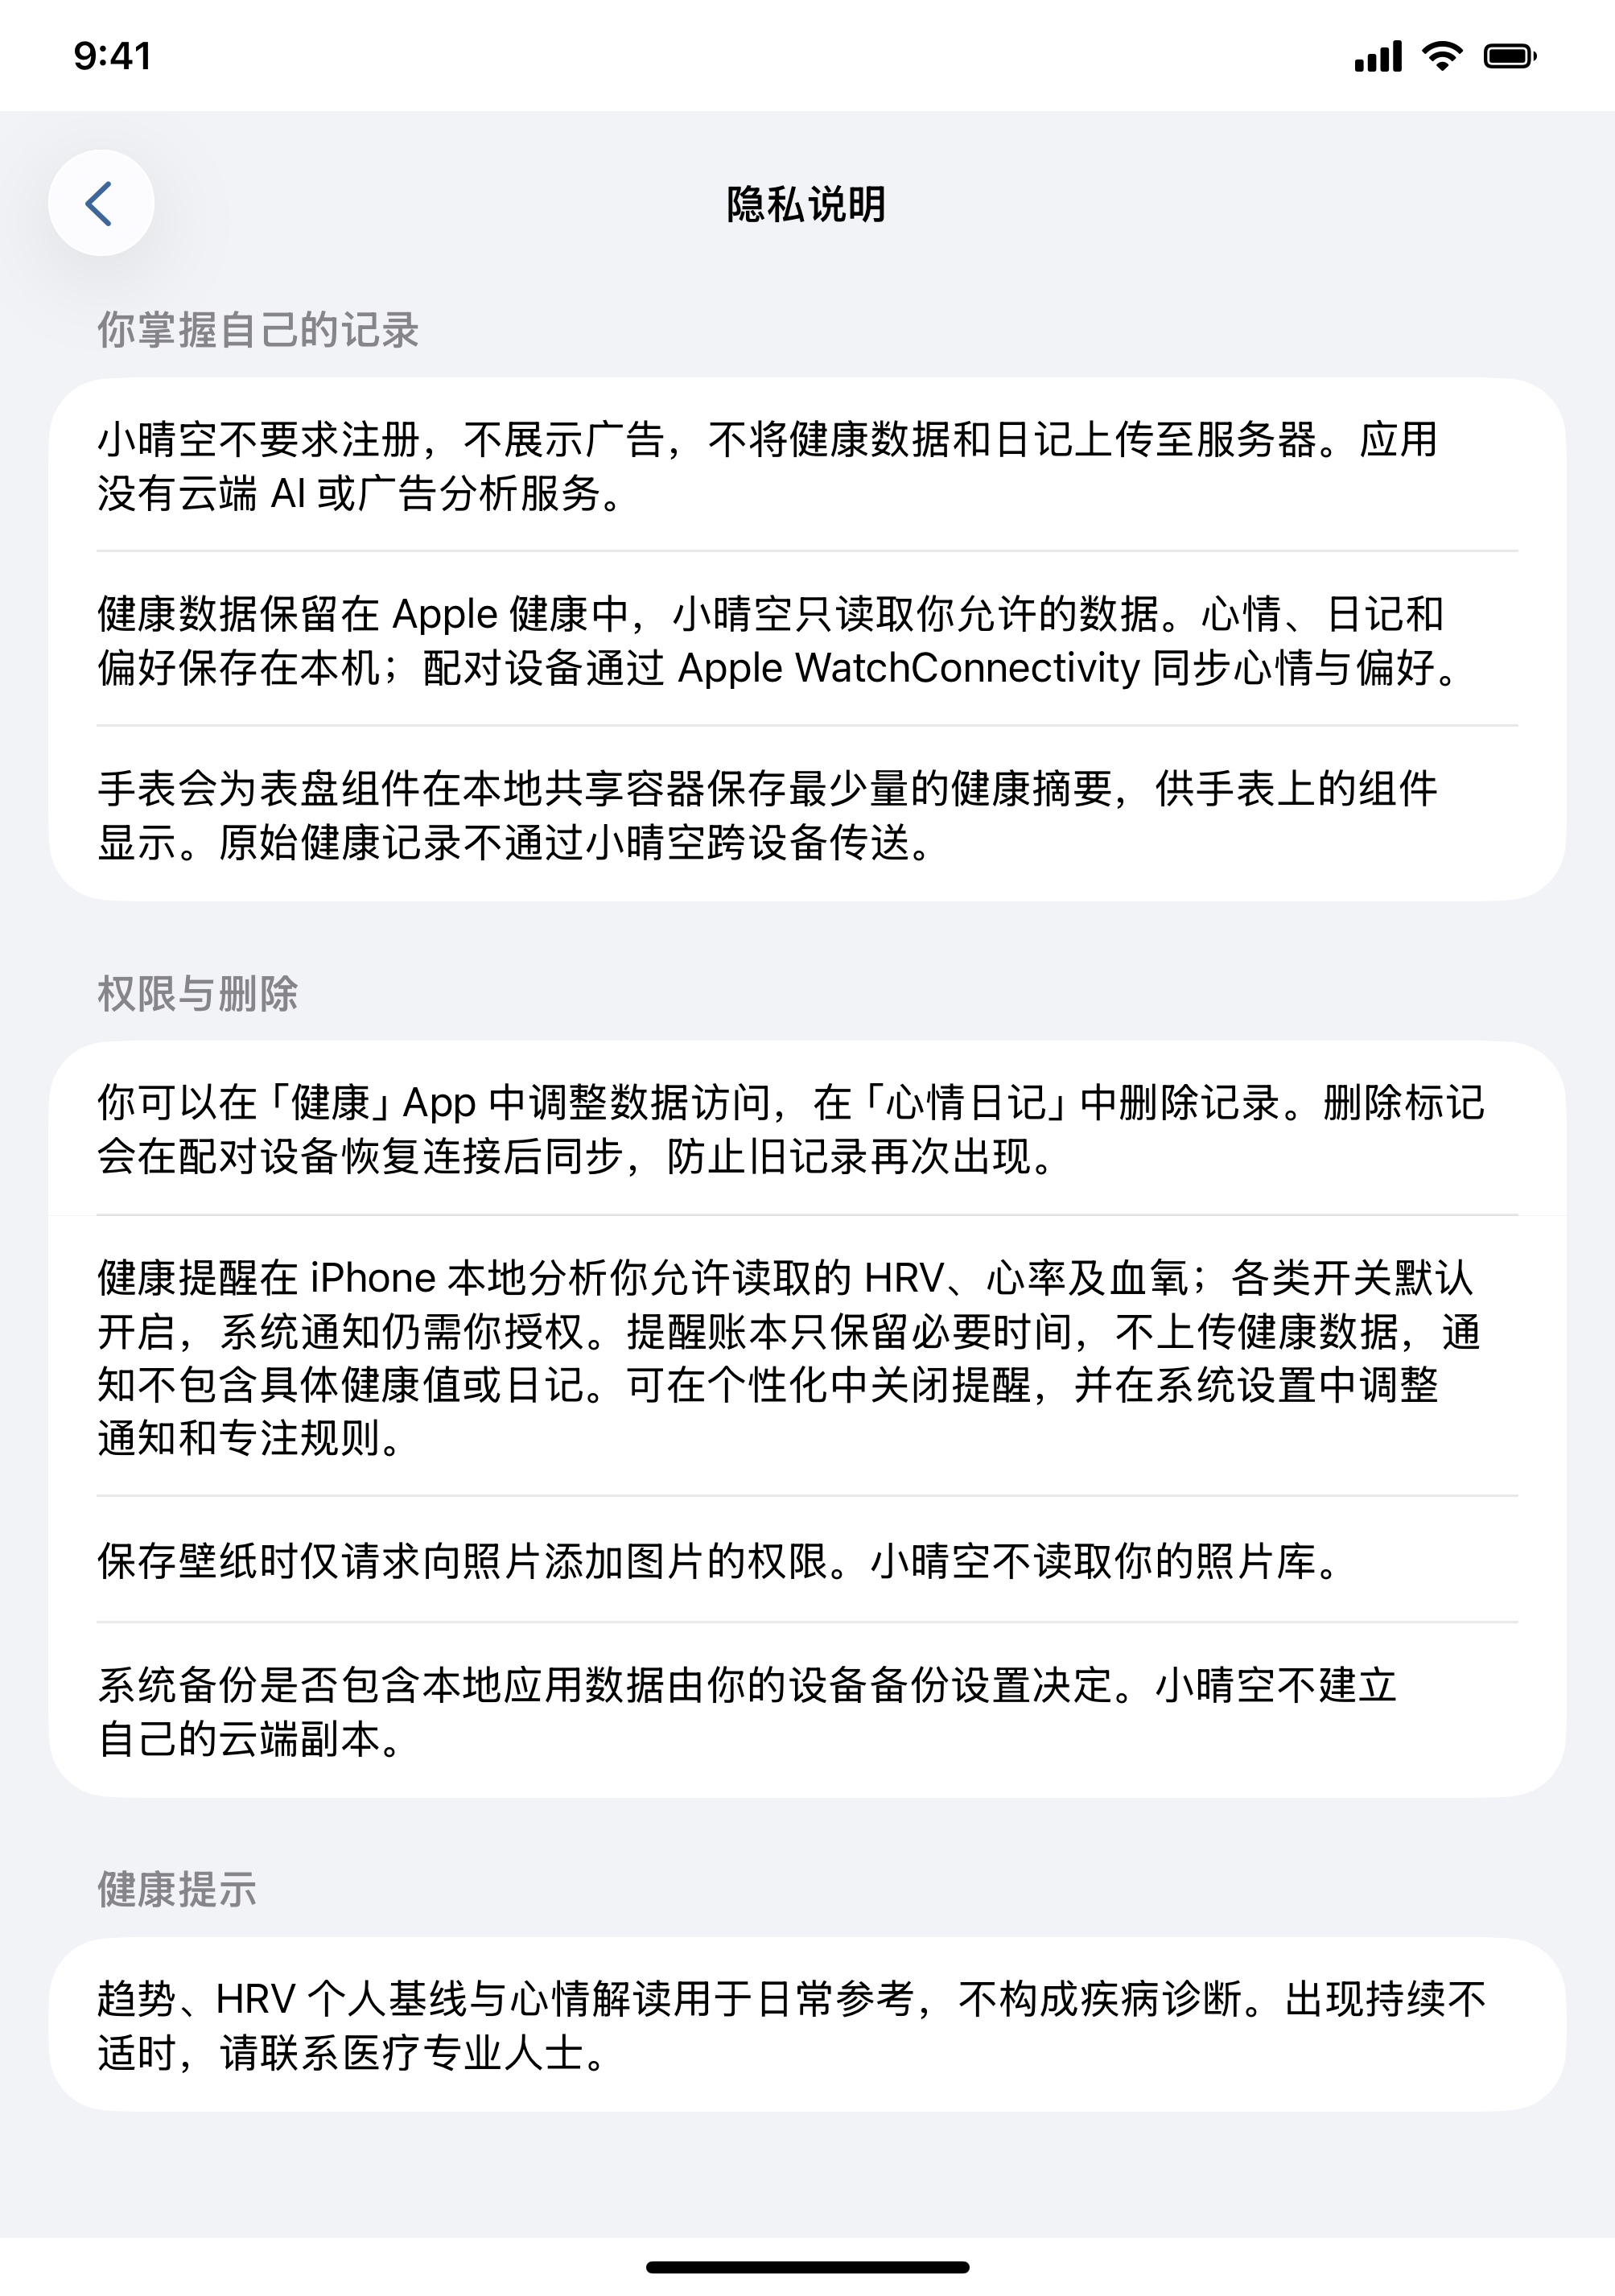 9:41
隐私说明
你掌握自己的记录
小晴空不要求注册，不展示广告，不将健康数据和日记上传至服务器。应用
没有云端 AI 或广告分析服务。
健康数据保留在 Apple 健康中，小晴空只读取你允许的数据。心情、日记和
偏好保存在本机；配对设备通过 Apple WatchConnectivity 同步心情与偏好。
手表会为表盘组件在本地共享容器保存最少量的健康摘要，供手表上的组件
显示。原始健康记录不通过小晴空跨设备传送。
权限与删除
你可以在「健康」App 中调整数据访问，在「心情日记」中删除记录。删除标记
会在配对设备恢复连接后同步，防止旧记录再次出现。
健康提醒在 iPhone 本地分析你允许读取的 HRV、心率及血氧；各类开关默认
开启，系统通知仍需你授权。提醒账本只保留必要时间，不上传健康数据，通
知不包含具体健康值或日记。可在个性化中关闭提醒，并在系统设置中调整
通知和专注规则。
保存壁纸时仅请求向照片添加图片的权限。小晴空不读取你的照片库。
系统备份是否包含本地应用数据由你的设备备份设置决定。小晴空不建立
自己的云端副本。
健康提示
趋势、HRV 个人基线与心情解读用于日常参考，不构成疾病诊断。出现持续不
适时，请联系医疗专业人士。